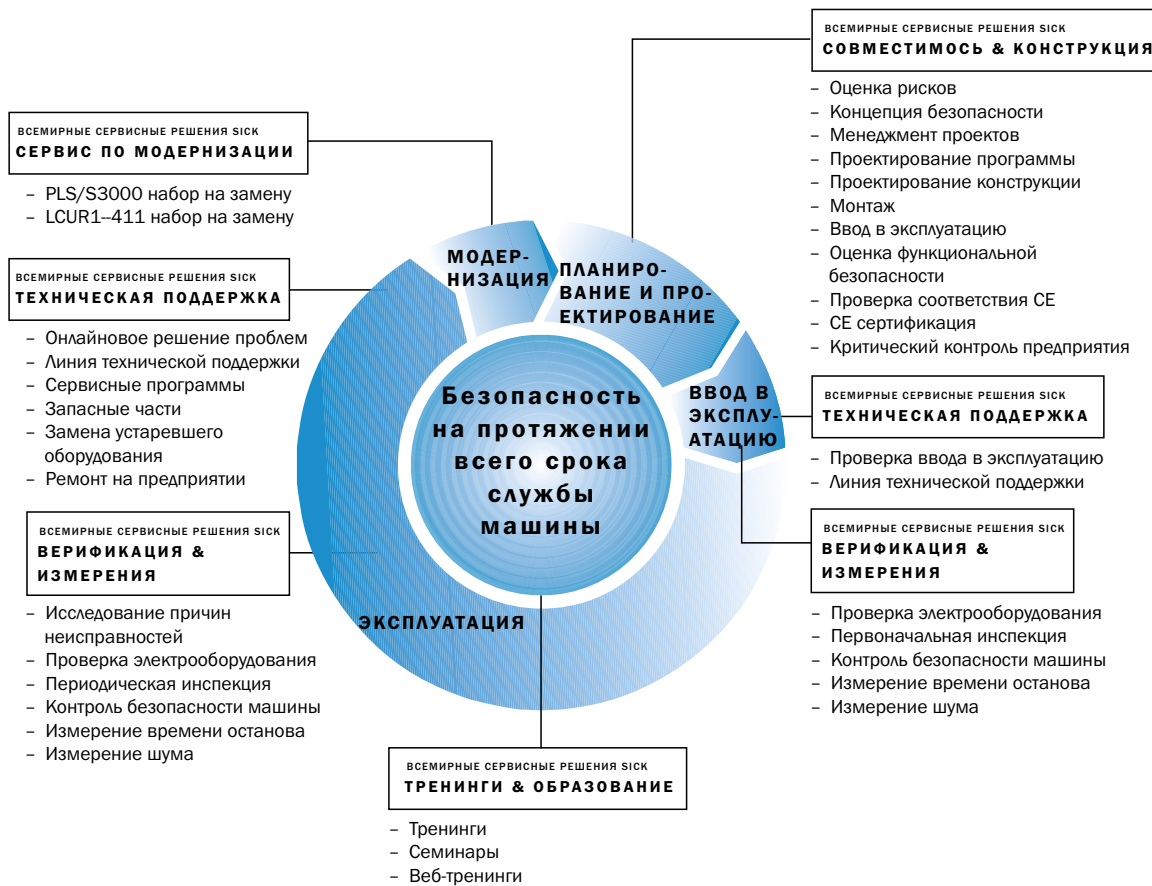 ВСЕМИРНЫЕ СЕРВИСНЫЕ РЕШЕНИЯ SICK
СОВМЕСТИМОСЬ & КОНСТРУКЦИЯ
– Оценка рисков
– Концепция безопасности
– Менеджмент проектов
– Проектирование программы
– Проектирование конструкции
– Монтаж
– Ввод в эксплуатацию
– Оценка функциональной
безопасности
– Проверка соответствия CE
– CE сертификация
– Критический контроль предприятия
ВСЕМИРНЫЕ СЕРВИСНЫЕ РЕШЕНИЯ SICK
СЕРВИС ПО МОДЕРНИЗАЦИИ
– PLS/S3000 набор на замену
– LCUR1--411 набор на замену
ВСЕМИРНЫЕ СЕРВИСНЫЕ РЕШЕНИЯ SICK
ТЕХНИЧЕСКАЯ ПОДДЕРЖКА
– Онлайновое решение проблем
– Линия технической поддержки
– Сервисные программы
– Запасные части
– Замена устаревшего
оборудования
– Ремонт на предприятии
ВСЕМИРНЫЕ СЕРВИСНЫЕ РЕШЕНИЯ SICK
ВЕРИФИКАЦИЯ &
ИЗМЕРЕНИЯ
– Исследование причин
неисправностей
– Проверка электрооборудования
– Периодическая инспекция
– Контроль безопасности машины
– Измерение времени останова
– Измерение шума
МОДЕР-
НИЗАЦИЯ
ПЛАНИРО-
ВАНИЕ И ПРО-
ЕКТИРОВАНИЕ
ВВОД В
ЭКСПЛУ-
АТАЦИЮ
Безопасность
на протяжении
всего срока
службы
машины
ЭКСПЛУАТАЦИЯ
ВСЕМИРНЫЕ СЕРВИСНЫЕ РЕШЕНИЯ SICK
ТЕХНИЧЕСКАЯ ПОДДЕРЖКА
– Проверка ввода в эксплуатацию
– Линия технической поддержки
ВСЕМИРНЫЕ СЕРВИСНЫЕ РЕШЕНИЯ SICK
ВЕРИФИКАЦИЯ &
ИЗМЕРЕНИЯ
– Проверка электрооборудования
– Первоначальная инспекция
– Контроль безопасности машины
– Измерение времени останова
– Измерение шума
ВСЕМИРНЫЕ СЕРВИСНЫЕ РЕШЕНИЯ SICK
ТРЕНИНГИ & ОБРАЗОВАНИЕ
– Тренинги
– Семинары
– Веб-тренинги